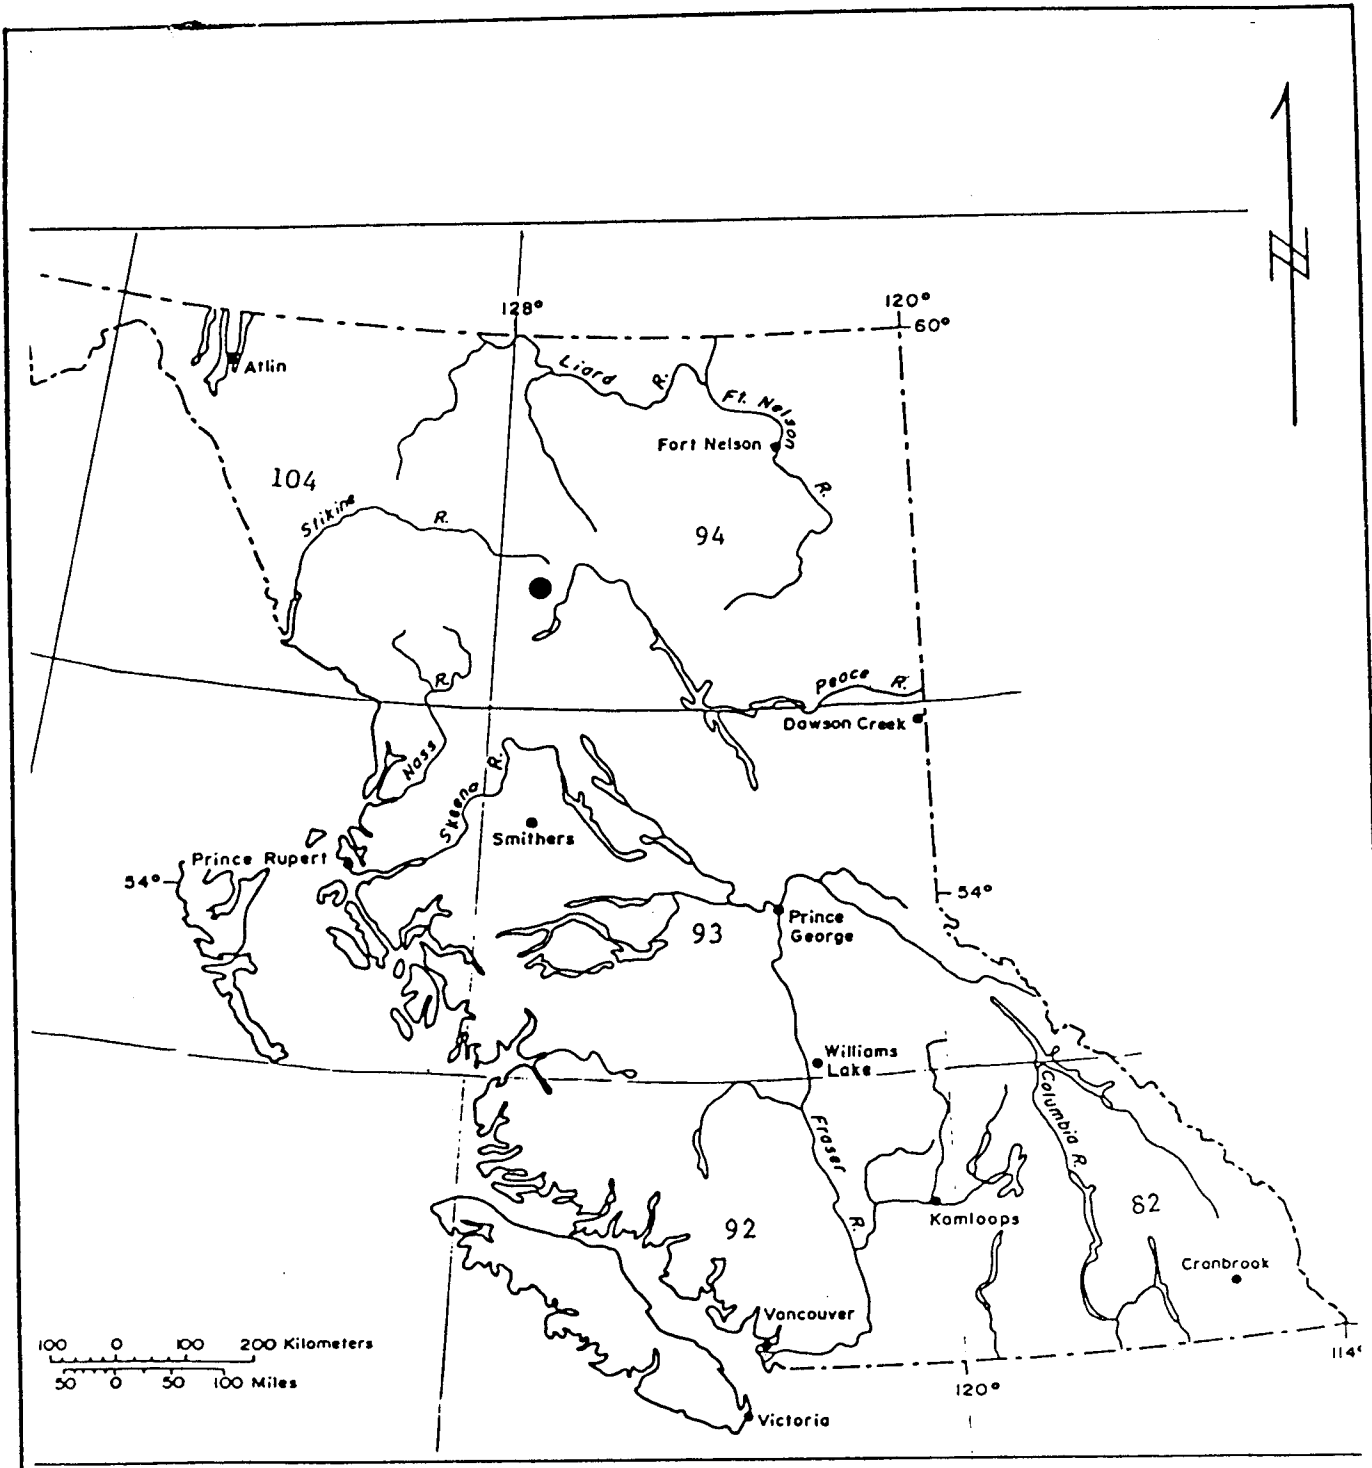 N
128°
120°
60°
Atlin
Liard R.
Ft. Nelson R.
Fort Nelson
104
Stikine R.
94
Peace R.
Dawson Creek
Nass R.
Skeena R.
Smithers
Prince Rupert
54°
54°
Prince
George
93
Williams
Lake
Columbia R.
Fraser R.
Kamloops
82
92
Cranbrook
Vancouver
100 0 100 200 Kilometers
50 0 50 100 Miles
114°
120°
Victoria